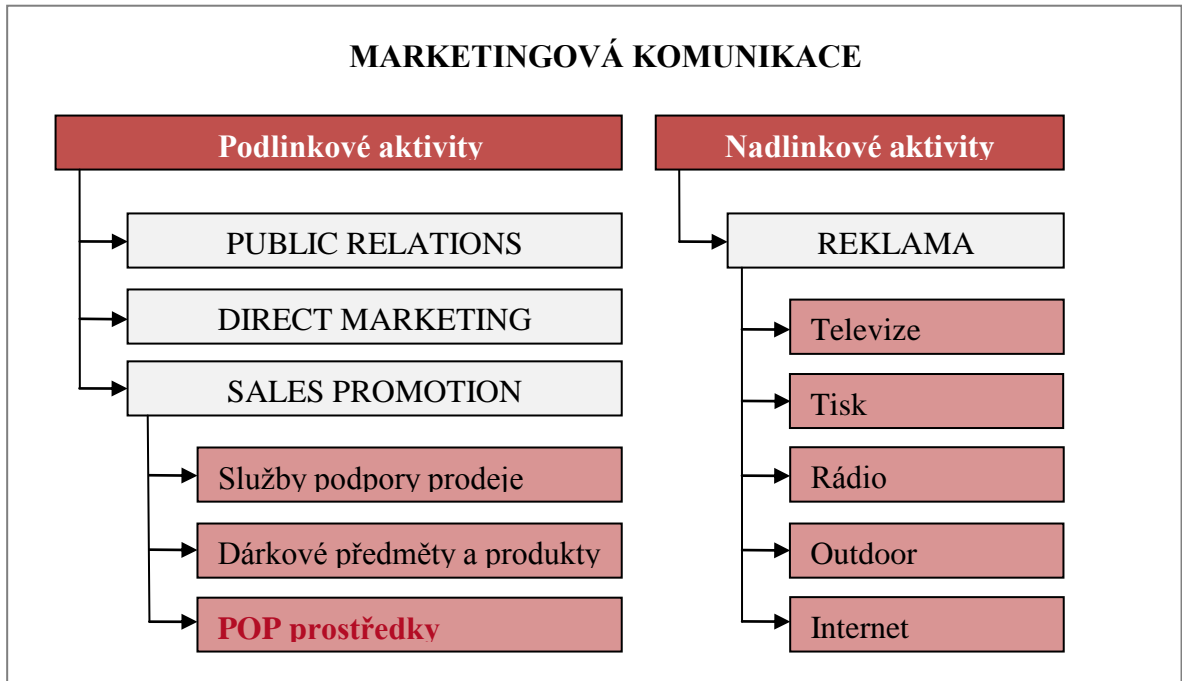 MARKETINGOVÁ KOMUNIKACE
Podlinkové aktivity
PUBLIC RELATIONS
DIRECT MARKETING
SALES PROMOTION
Služby podpory prodeje
Dárkové předměty a produkty
POP prostředky
Nadlinkové aktivity
REKLAMA
Televize
Tisk
Rádio
Outdoor
Internet